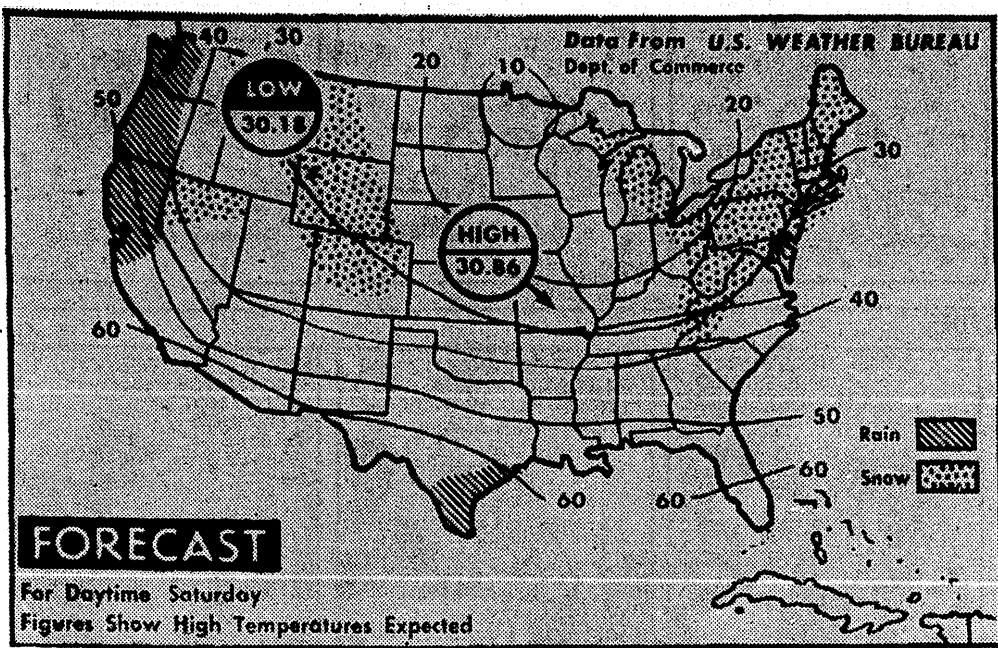 Data From U.S. WEATHER BUREAU
Dept. of Commerce
40
30
20
10
20
50
LOW
30.18
30
HIGH
30.86
40
60
50
Rain
60
Snow
60
60
FORECAST
For Daytime Saturday
Figures Show High Temperatures Expected